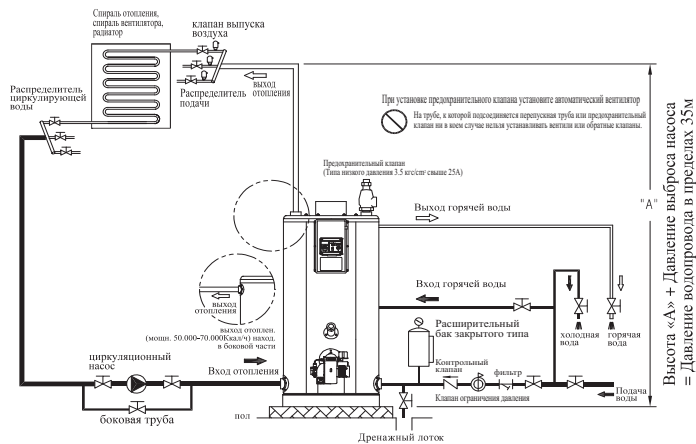 Спираль отопления,
спираль вентилятора,
радиатор
клапан выпуска
воздуха
Распределитель
циркулирующей
воды
Распределитель
подачи
выход
отопления
При установке предохранительного клапана установите автоматический вентилятор
На трубе, к которой подсоединяется перепускная труба или предохранительный
клапан ни в коем случае нельзя устанавливать вентили или обратные клапаны.
Предохранительный клапан
(Типа низкого давления 3.5 кгс/см² свыше 25А)
"А"
Высота «А» + Давление выброса насоса
= Давление водопровода в пределах 35м
Выход горячей воды
выход
отопления
выход отоплен.
(мощн. 50.000-70.000Ккал/ч) наход.
в боковой части
Вход горячей воды
Расширительный
бак закрытого типа
холодная
вода
горячая
вода
циркуляционный
насос
Вход отопления
Контрольный
клапан
фильтр
Клапан ограничения давления
Подача
воды
боковая труба
пол
Дренажный лоток